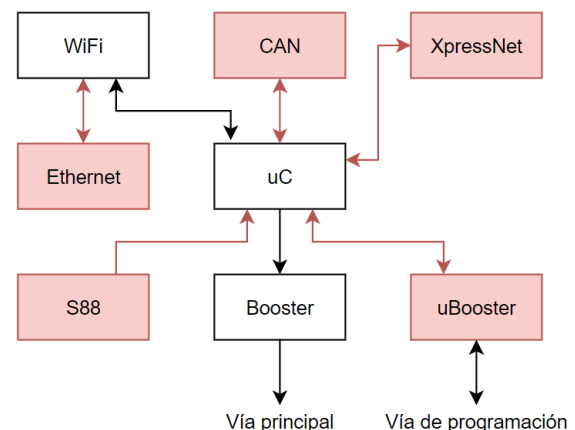 WiFi
CAN
XpressNet
Ethernet
uC
S88
Booster
uBooster
Vía principal
Vía de programación